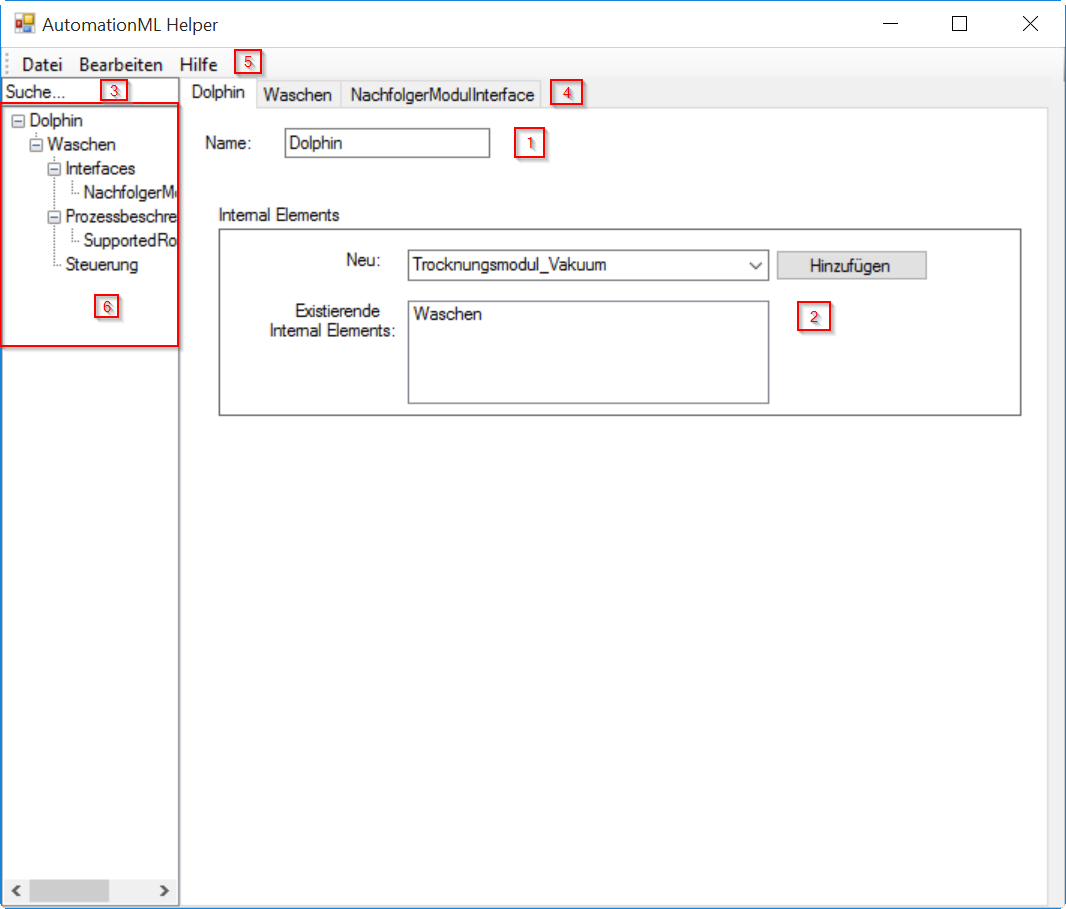 AutomationML Helper
Datei Bearbeiten Hilfe 5
Suche... 3
Dolphin Waschen NachfolgerModulInterface 4
Dolphin
Waschen
Interfaces
NachfolgerMo
Prozessbeschre
SupportedRo
Steuerung
6
Name: Dolphin 1
Internal Elements
Neu: Trocknungsmodul_Vakuum Hinzufügen
Existierende
Internal Elements:
Waschen
2